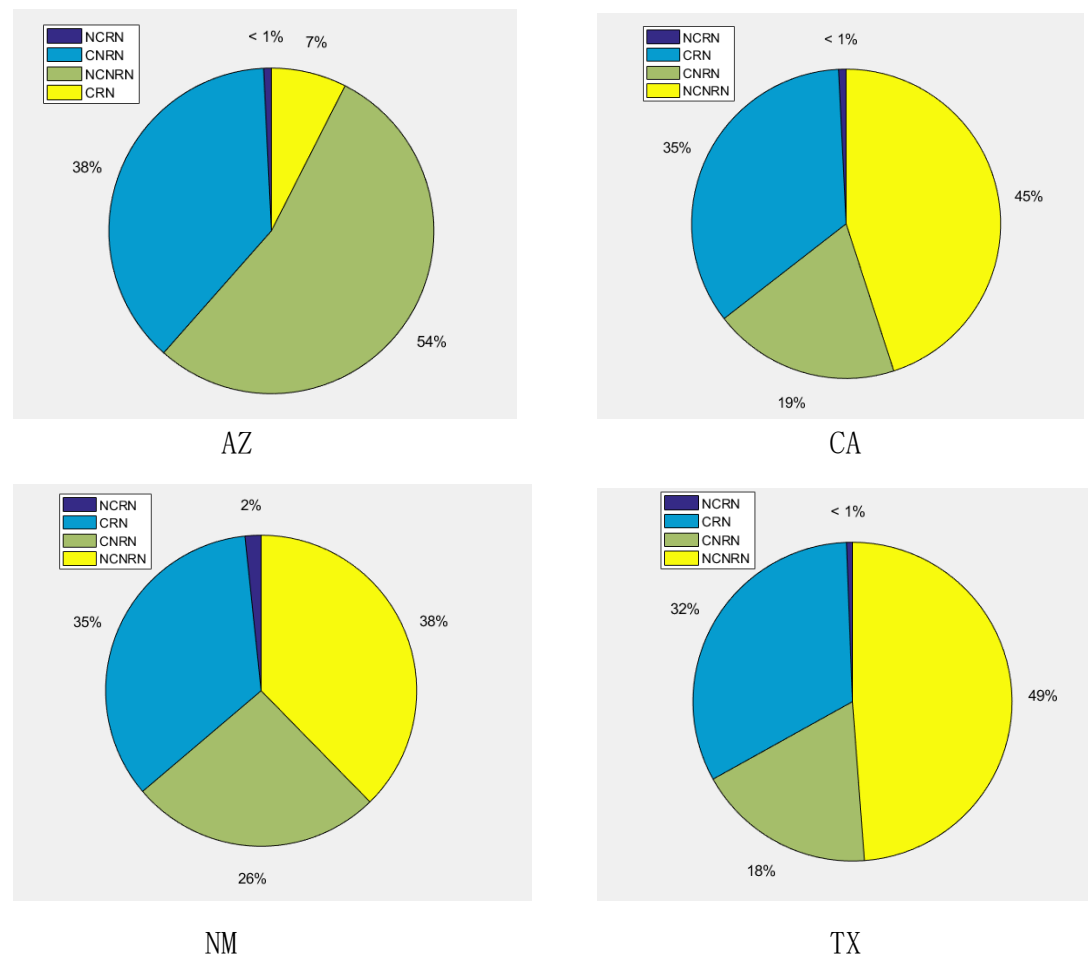 NCRN
CNRN
NCNRN
CRN
< 1%
7%
38%
54%
AZ
NCRN
CRN
CNRN
NCNRN
< 1%
35%
45%
19%
CA
NCRN
CRN
CNRN
NCNRN
2%
35%
38%
26%
NM
NCRN
CRN
CNRN
NCNRN
< 1%
32%
49%
18%
TX